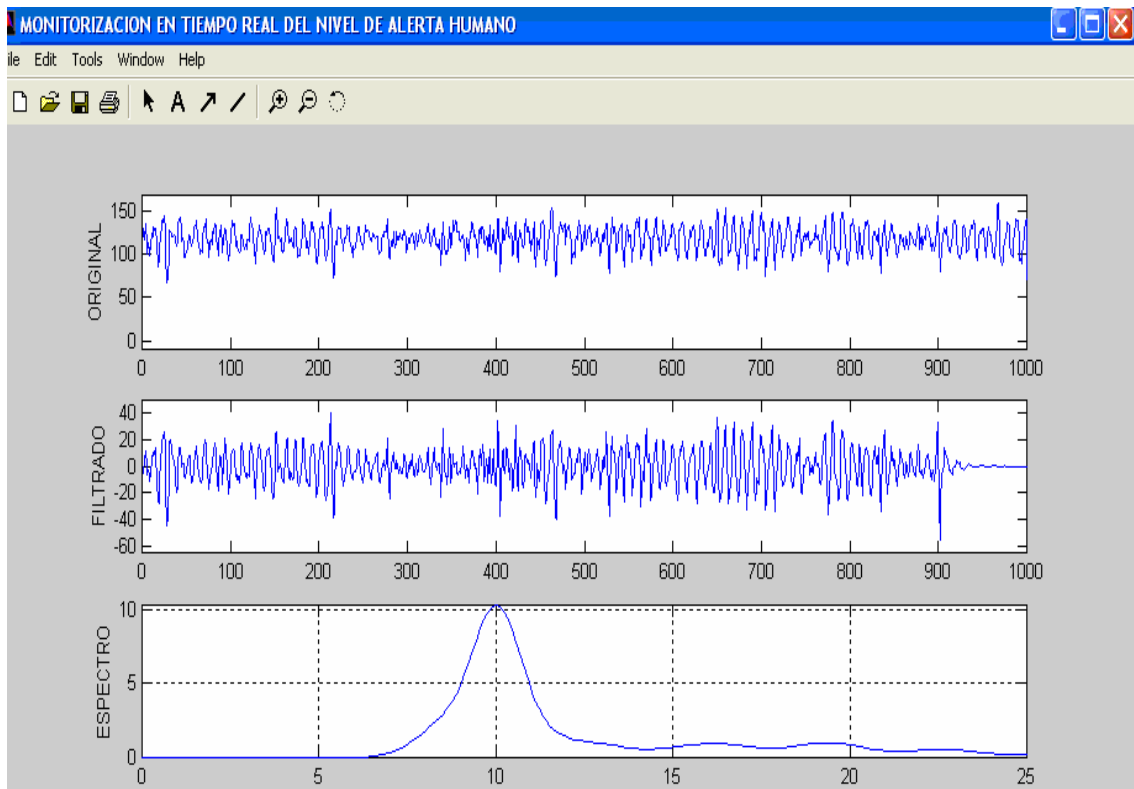 MONITORIZACION EN TIEMPO REAL DEL NIVEL DE ALERTA HUMANO
ile Edit Tools Window Help
A
ORIGINAL
150
100
50
0
0 100 200 300 400 500 600 700 800 900 1000
FILTRADO
40
20
0
-20
-40
-60
0 100 200 300 400 500 600 700 800 900 1000
ESPECTRO
10
5
0
0 5 10 15 20 25